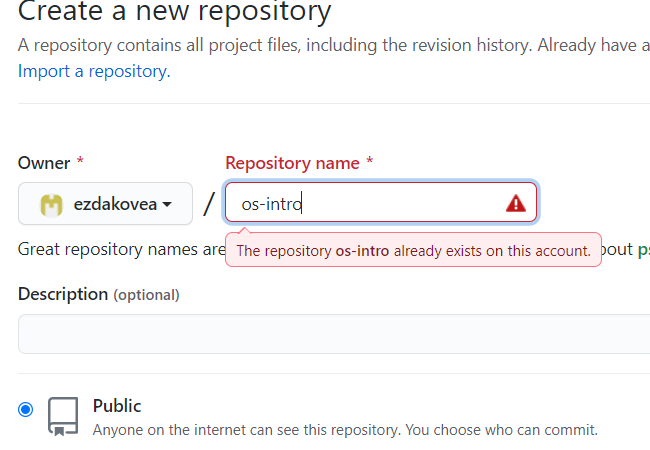 Create a new repository
A repository contains all project files, including the revision history. Already have a
Import a repository.
Owner *
Repository name *
ezdakovea
/
os-intro
Great repository names are
The repository os-intro already exists on this account.
bout ps
Description (optional)
Public
Anyone on the internet can see this repository. You choose who can commit.